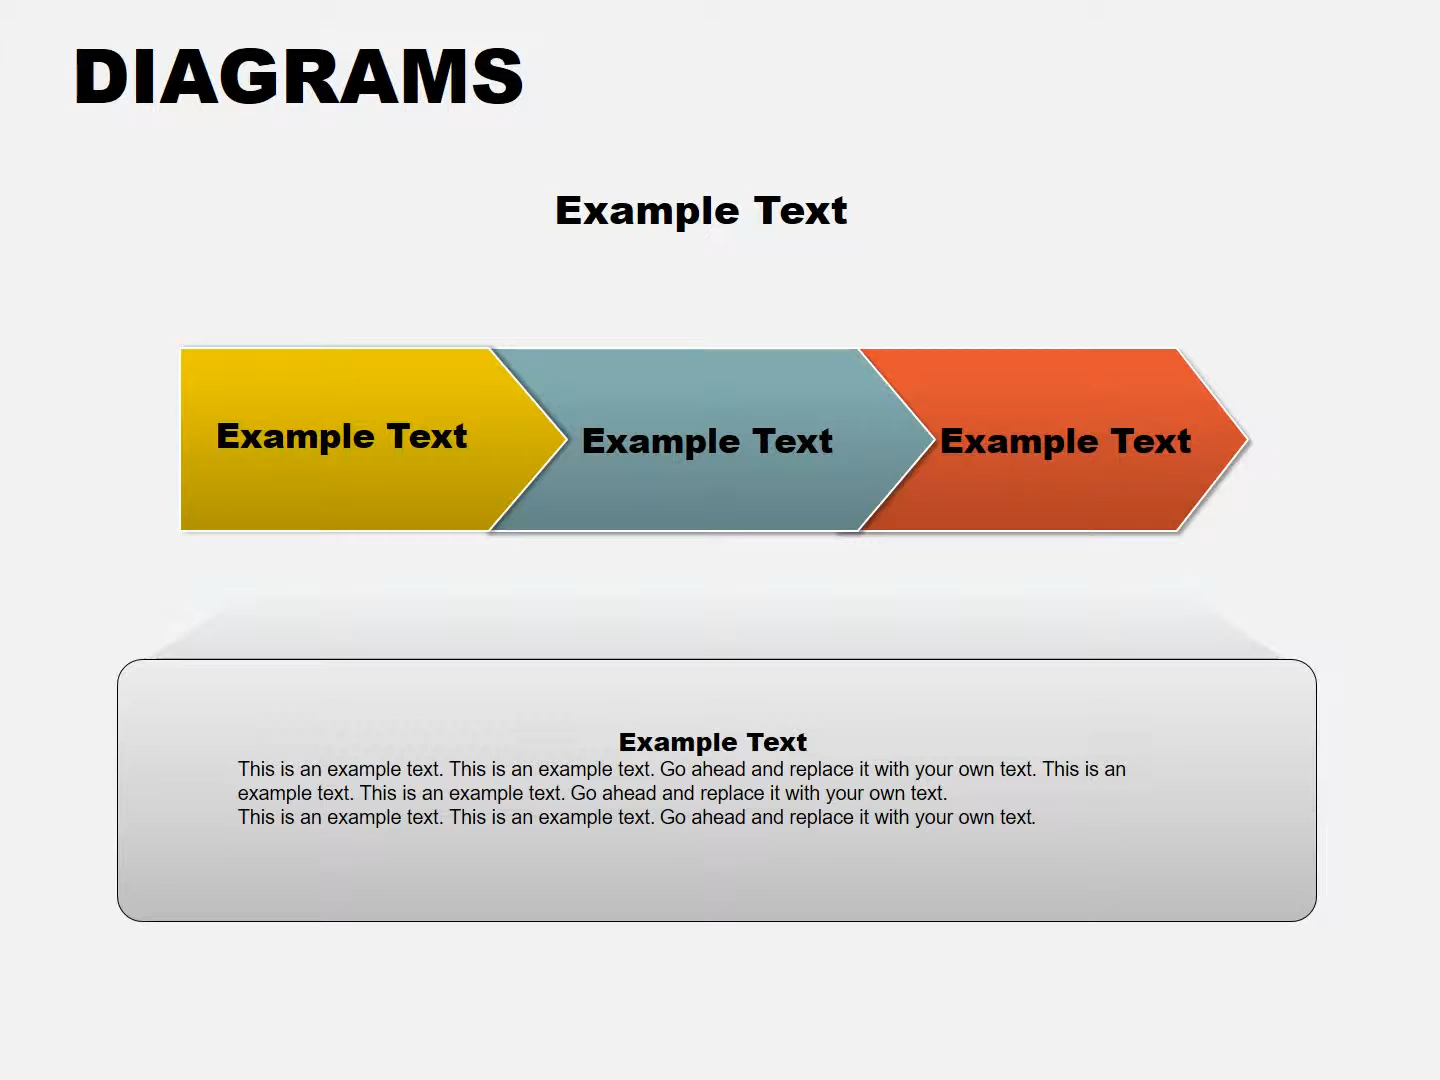 DIAGRAMS
Example Text
Example Text
Example Text
Example Text
Example Text
This is an example text. This is an example text. Go ahead and replace it with your own text. This is an
example text. This is an example text. Go ahead and replace it with your own text.
This is an example text. This is an example text. Go ahead and replace it with your own text.